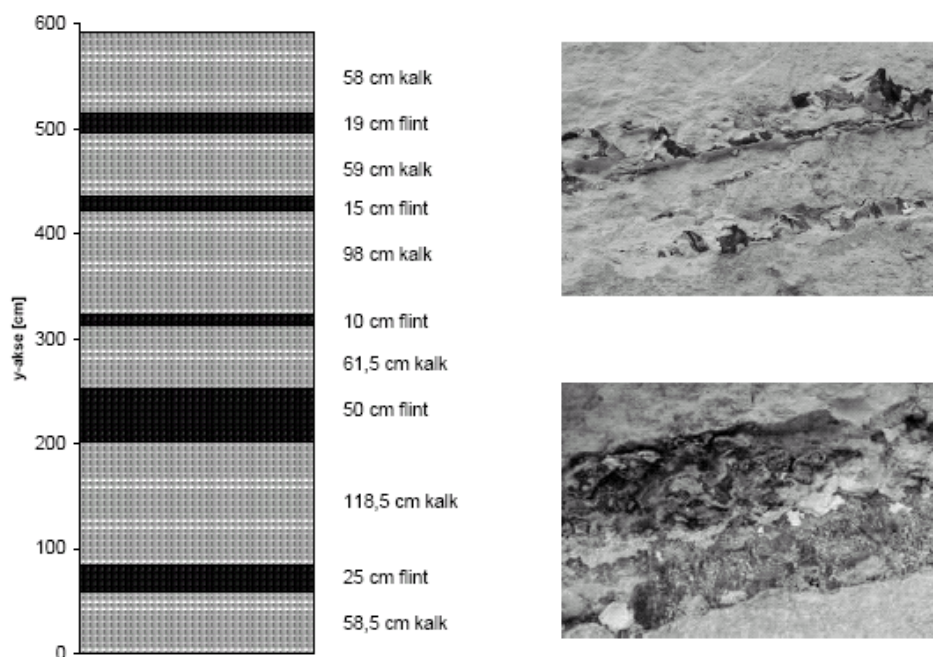 600
500
400
300
200
100
0
y-akse [cm]
58 cm kalk
19 cm flint
59 cm kalk
15 cm flint
98 cm kalk
10 cm flint
61,5 cm kalk
50 cm flint
118,5 cm kalk
25 cm flint
58,5 cm kalk